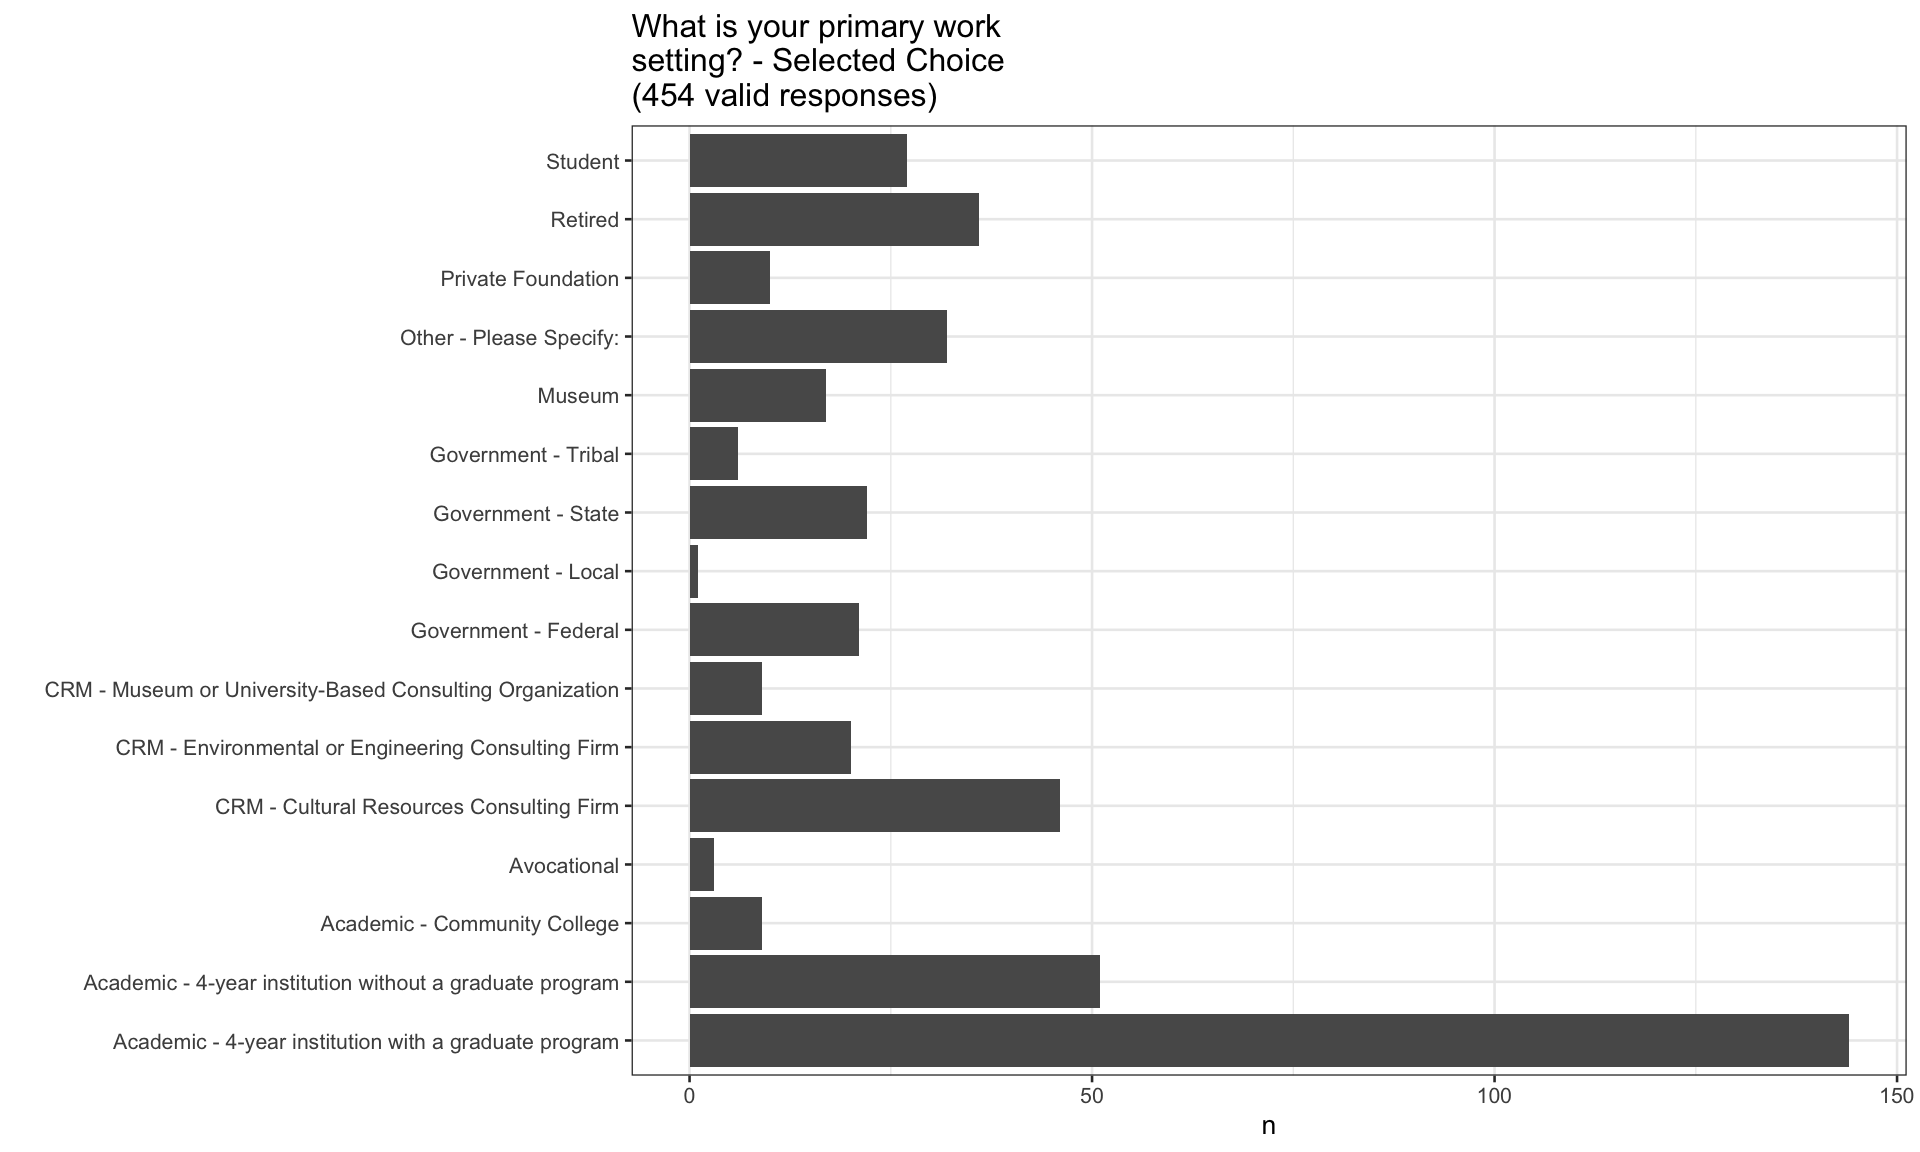 What is your primary work
setting? - Selected Choice
(454 valid responses)
Student
Retired
Private Foundation
Other - Please Specify:
Museum
Government - Tribal
Government - State
Government - Local
Government - Federal
CRM - Museum or University-Based Consulting Organization
CRM - Environmental or Engineering Consulting Firm
CRM - Cultural Resources Consulting Firm
Avocational
Academic - Community College
Academic - 4-year institution without a graduate program
Academic - 4-year institution with a graduate program
0 50 100 150
n